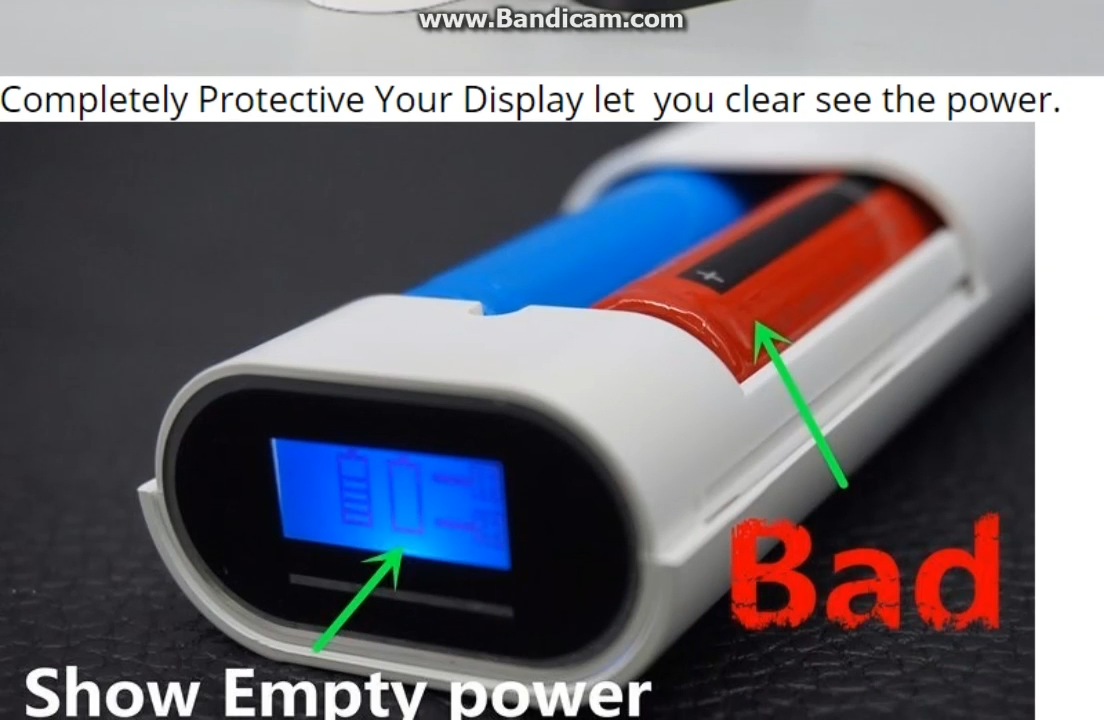 www.Bandicam.com
Completely Protective Your Display let  you clear see the power.
+
Bad
Show Empty power